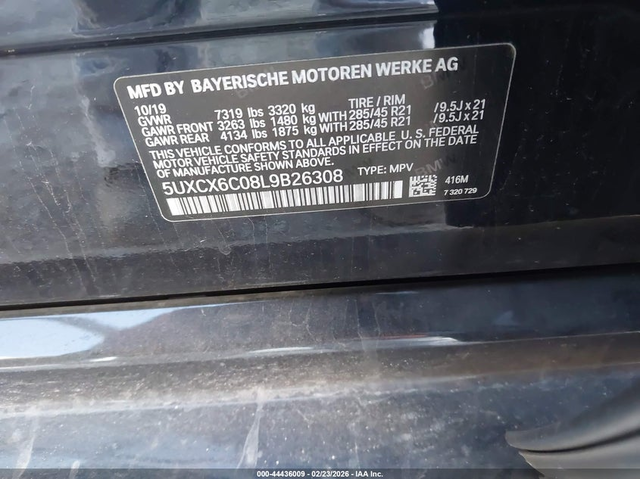 MFD BY BAYERISCHE MOTOREN WERKE AG
10/19 TIRE / RIM
GVWR 7319 lbs 3320 kg
GAWR FRONT 3263 lbs 1480 kg WITH 285/45 R21 /9.5J x 21
GAWR REAR 4134 lbs 1875 kg WITH 285/45 R21 /9.5J x 21
THIS VEHICLE CONFORMS TO ALL APPLICABLE U. S. FEDERAL
MOTOR VEHICLE SAFETY STANDARDS IN EFFECT ON THE DATE OF
MANUFACTURE SHOWN ABOVE.
5UXCX6C08L9B26308 TYPE: MPV
416M
7 320 729
000-44436009 - 02/23/2026 - IAA Inc.